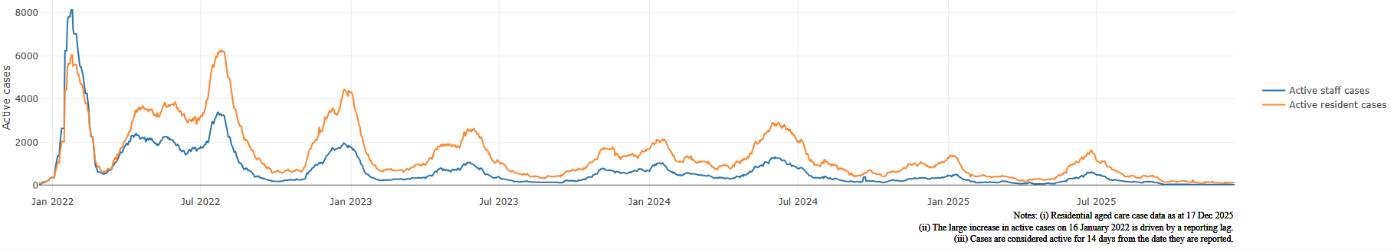 8000
6000
4000
2000
0
Active cases
Jan 2022
Jul 2022
Jan 2023
Jul 2023
Jan 2024
Jul 2024
Jan 2025
Jul 2025
Active staff cases
Active resident cases
Notes: (i) Residential aged care case data as at 17 Dec 2025
(ii) The large increase in active cases on 16 January 2022 is driven by a reporting lag.
(iii) Cases are considered active for 14 days from the date they are reported.